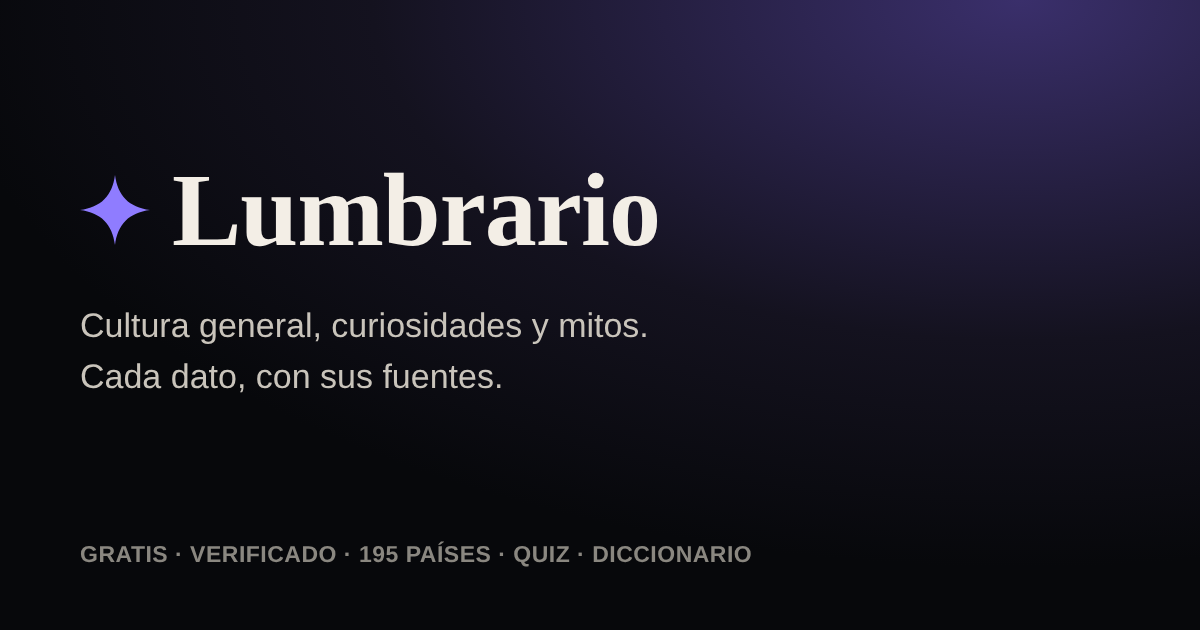 Lumbrario
Cultura general, curiosidades y mitos.
Cada dato, con sus fuentes.
GRATIS · VERIFICADO · 195 PAÍSES · QUIZ · DICCIONARIO